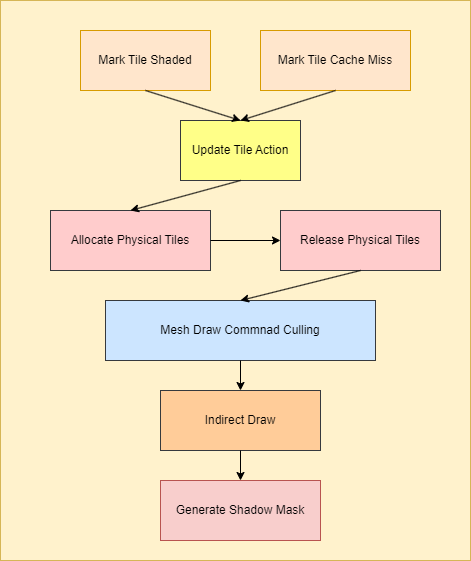 Mark Tile Shaded
Mark Tile Cache Miss
Update Tile Action
Allocate Physical Tiles
Release Physical Tiles
Mesh Draw Commnad Culling
Indirect Draw
Generate Shadow Mask